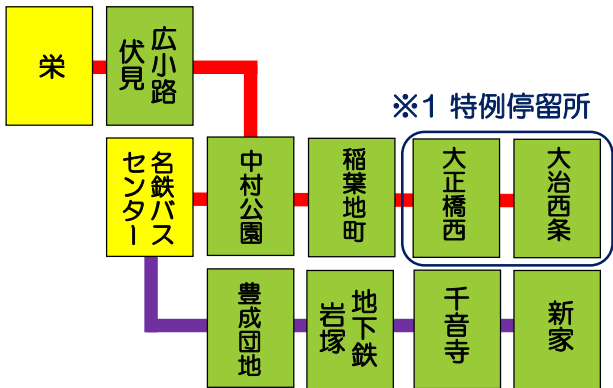 栄
広小路
伏見
※1 特例停留所
名鉄バス
センター
中村公園
稲葉地町
大正橋西
大治西条
豊成団地
地下鉄
岩塚
千音寺
新家